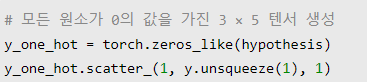 # 모든 원소가 0의 값을 가진 3 × 5 텐서 생성
y_one_hot = torch.zeros_like(hypothesis)
y_one_hot.scatter_(1, y.unsqueeze(1), 1)